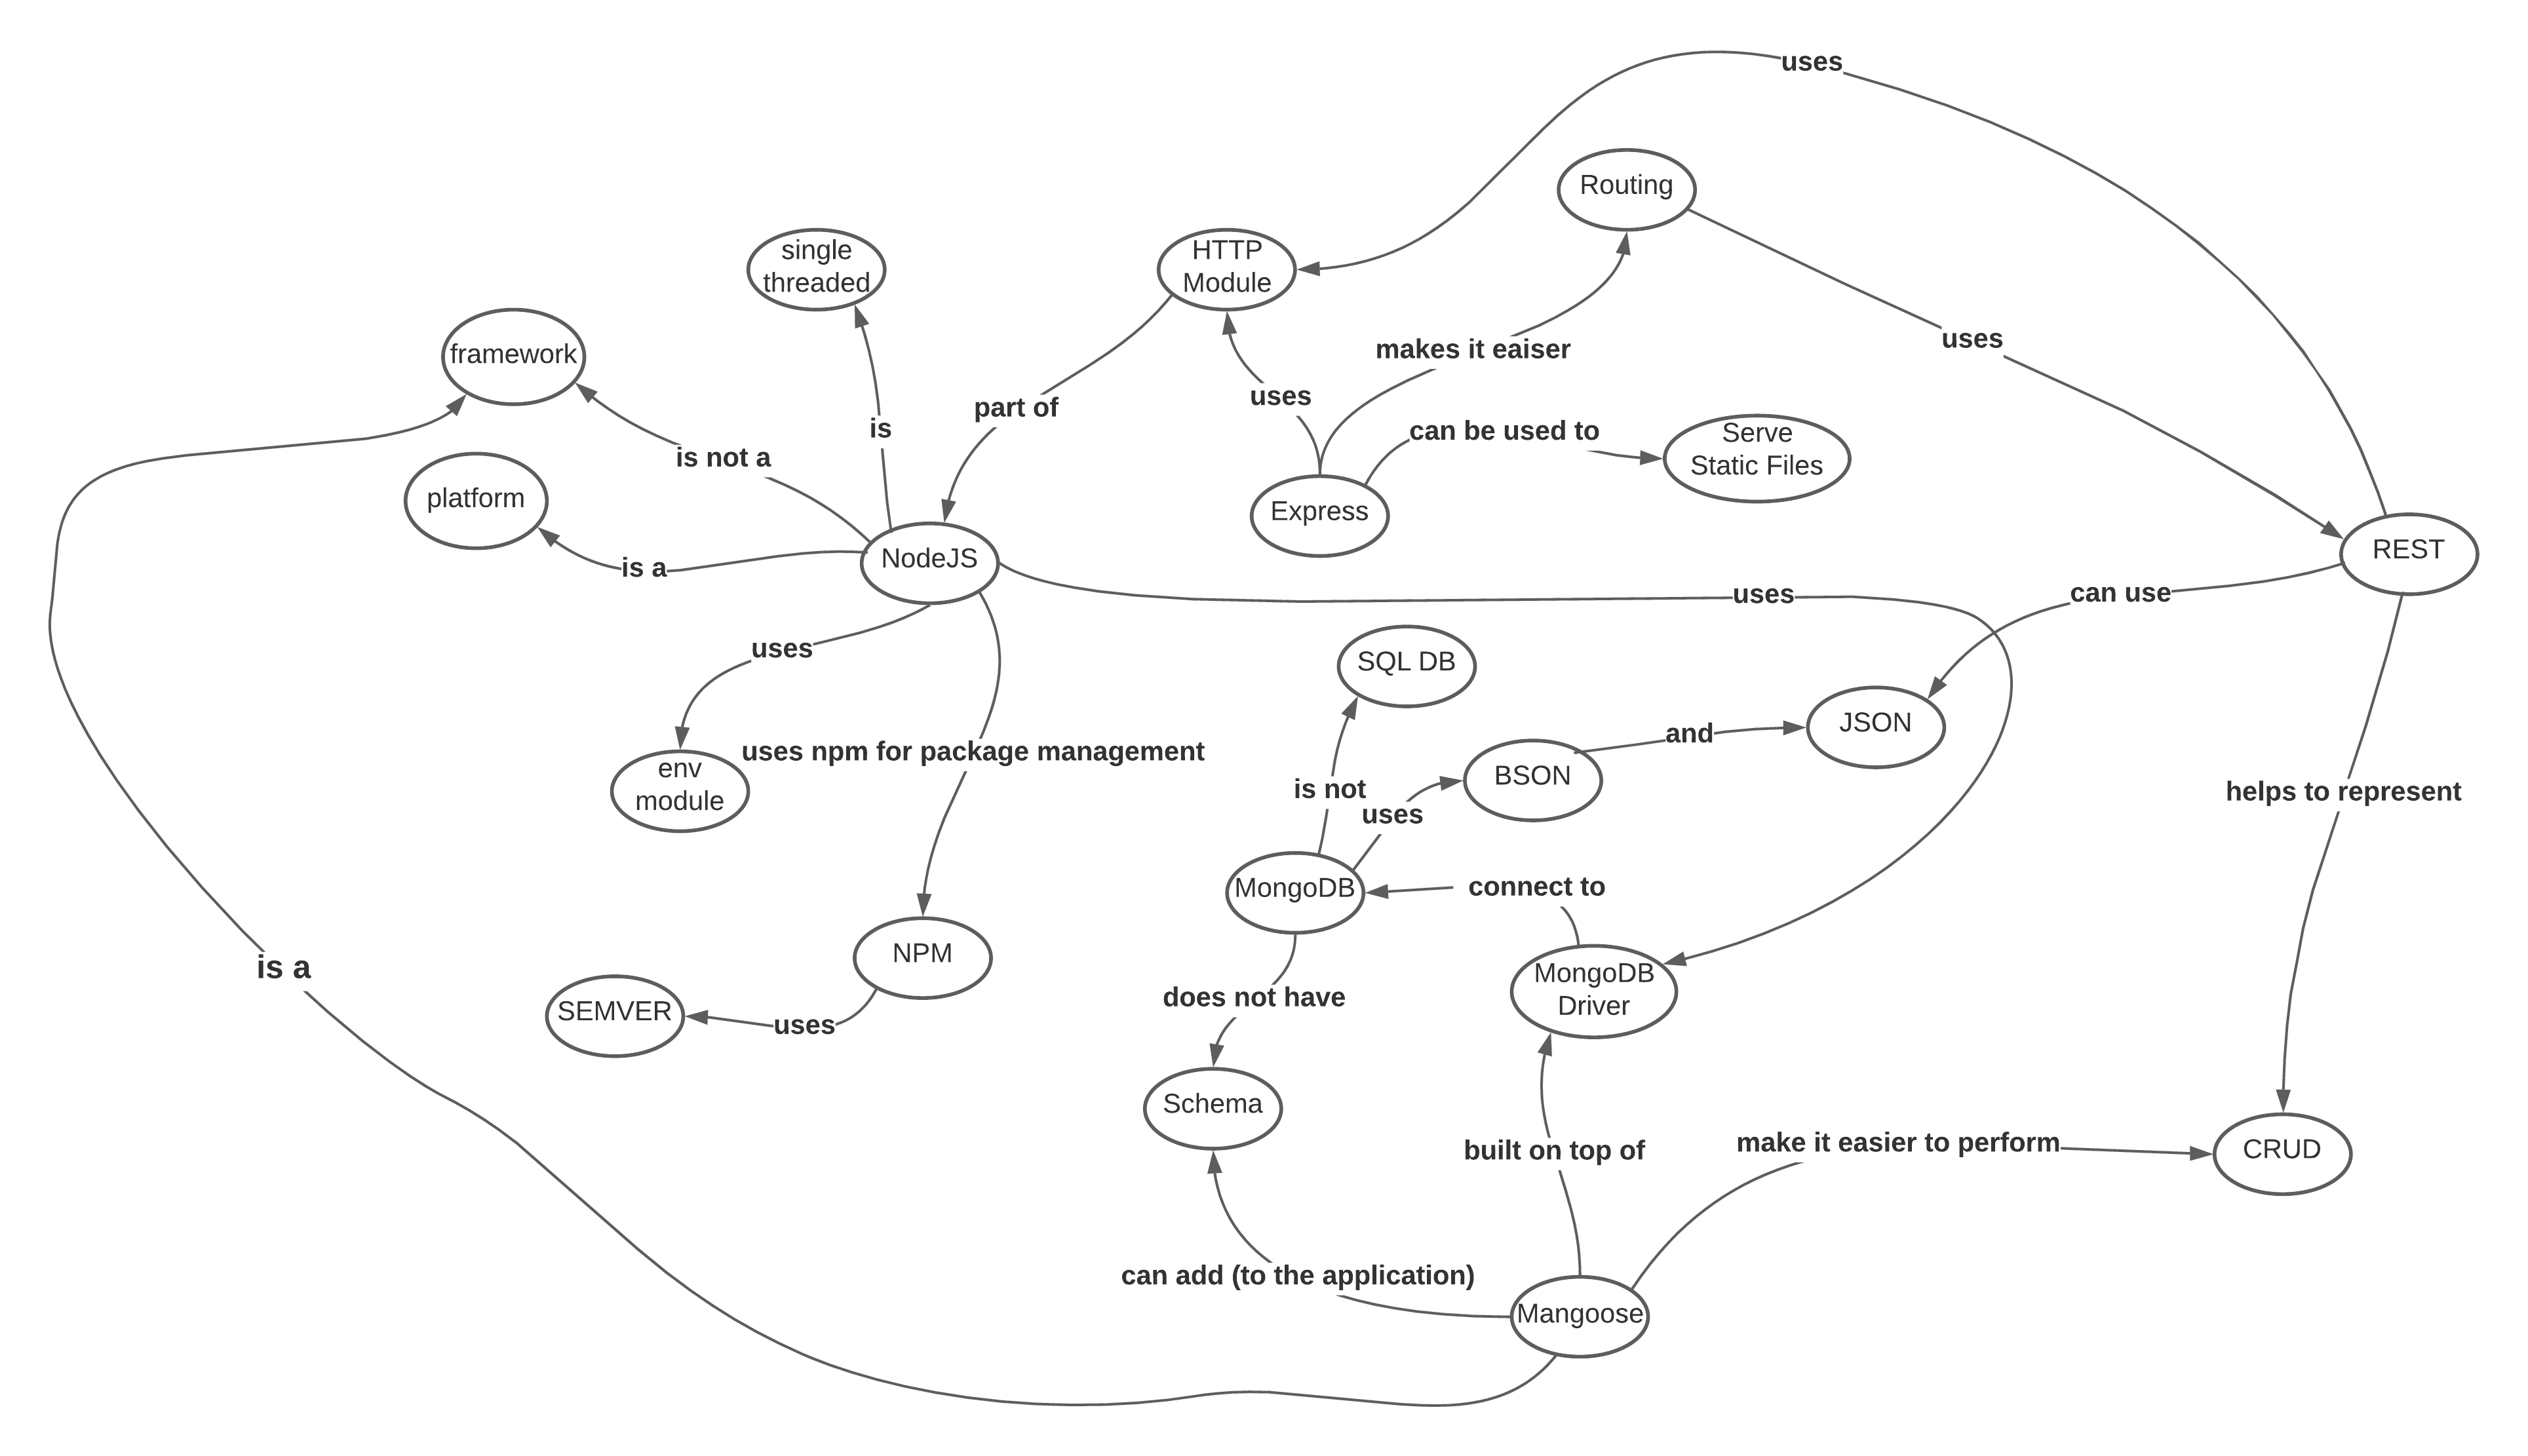 uses
Routing
single
threaded
HTTP
Module
uses
framework
makes it eaiser
uses
part of
is
can be used to
Serve
Static Files
is not a
platform
Express
REST
NodeJS
is a
uses
can use
uses
SQL DB
JSON
and
uses npm for package management
env
module
BSON
is not
uses
helps to represent
MongoDB
connect to
NPM
is a
MongoDB
Driver
does not have
SEMVER
uses
Schema
make it easier to perform
CRUD
built on top of
can add (to the application)
Mangoose